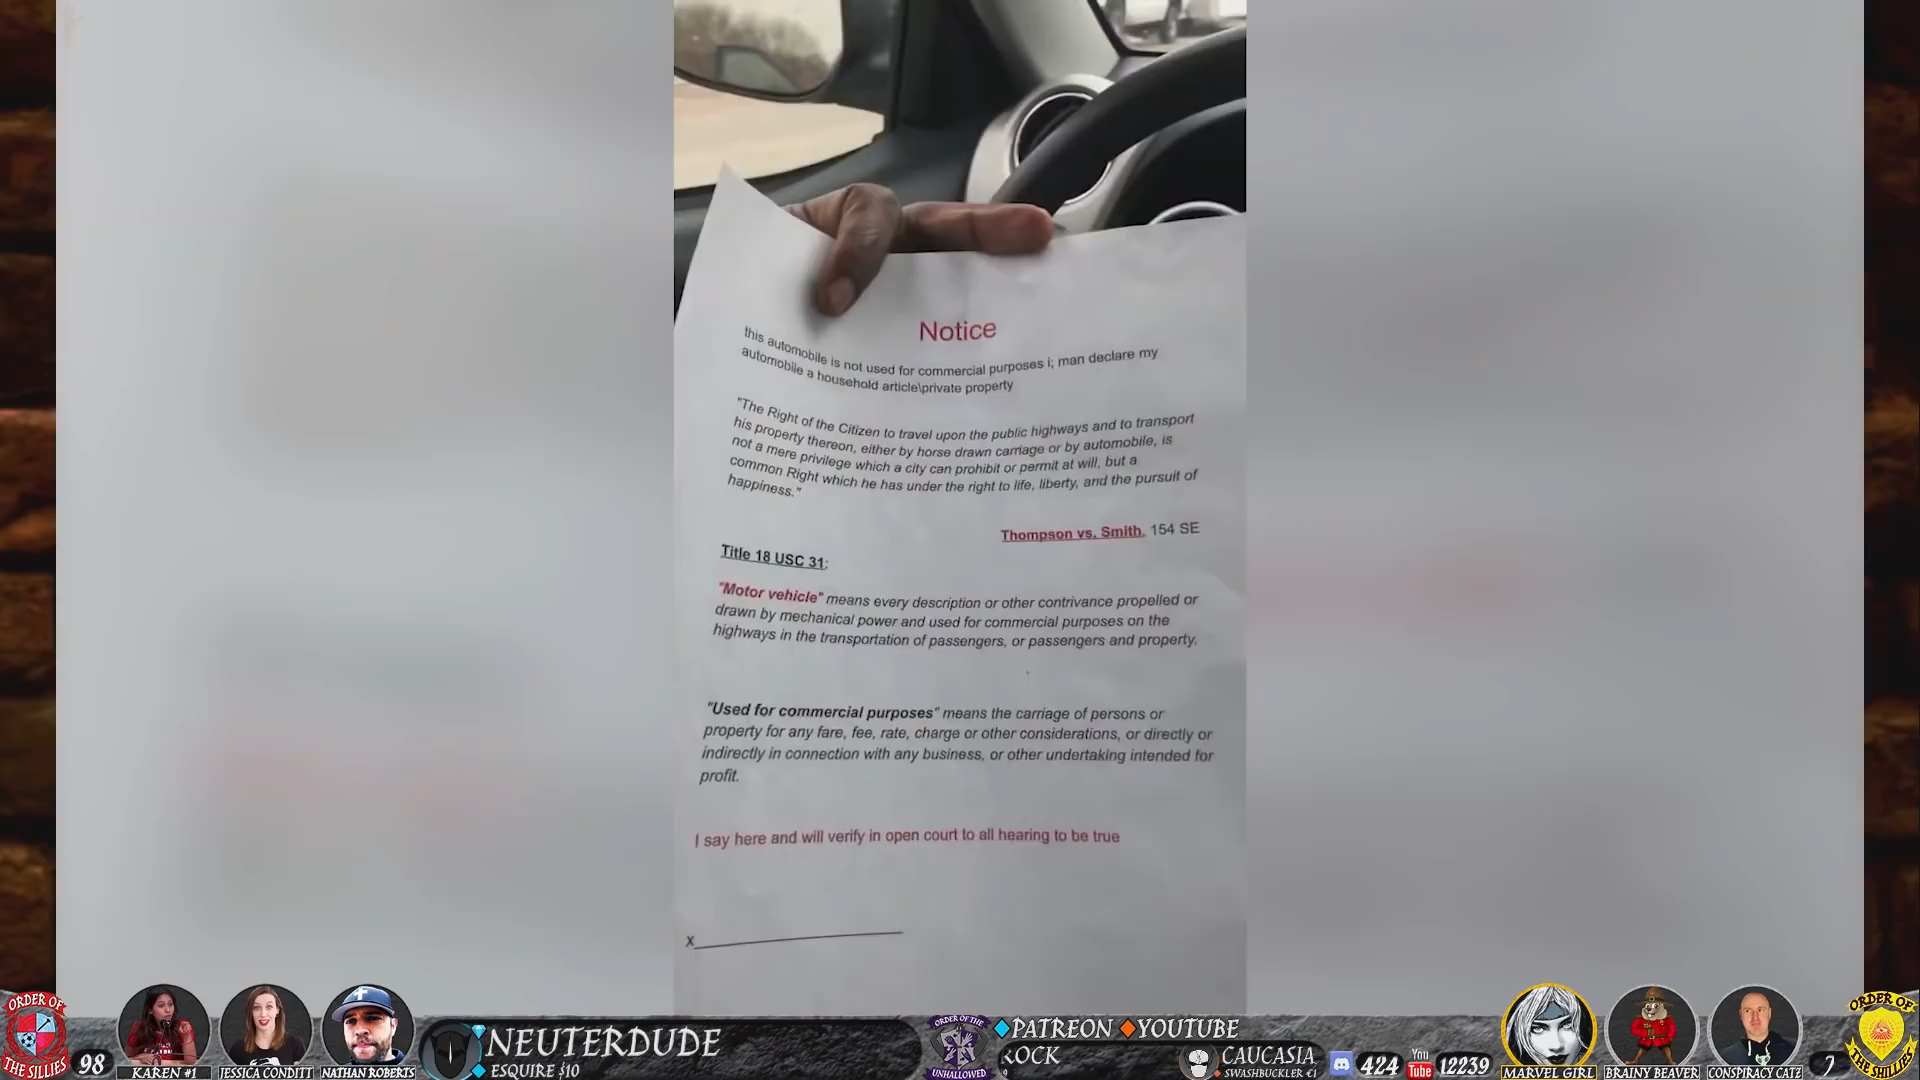 Notice
this automobile is not used for commercial purposes i; man declare my
automobile a household article\private property
"The Right of the Citizen to travel upon the public highways and to transport
his property thereon, either by horse drawn carriage or by automobile, is
not a mere privilege which a city can prohibit or permit at will, but a
common Right which he has under the right to life, liberty, and the pursuit of
happiness."
Thompson vs. Smith, 154 SE
Title 18 USC 31:
"Motor vehicle" means every description or other contrivance propelled or
drawn by mechanical power and used for commercial purposes on the
highways in the transportation of passengers, or passengers and property.
"Used for commercial purposes" means the carriage of persons or
property for any fare, fee, rate, charge or other considerations, or directly or
indirectly in connection with any business, or other undertaking intended for
profit.
I say here and will verify in open court to all hearing to be true
x
ORDER OF
THE SILLIES
98
KAREN #1
JESSICA CONDITT
NATHAN ROBERTS
NEUTERDUDE
ESQUIRE $10
ORDER OF THE
UNHALLOWED
PATREON YOUTUBE
ROCK
CAUCASIA
SWASHBUCKLER €1
424
You
Tube
12239
MARVEL GIRL
BRAINY BEAVER
CONSPIRACY CATZ
7
ORDER OF
THE SHILLIES